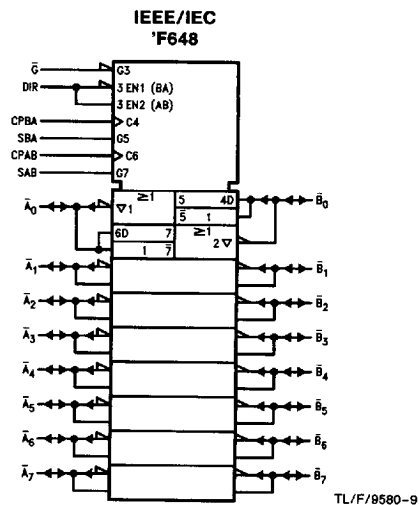 IEEE/IEC
'F648
G̅ G3
DIR 3 EN1 (BA)
3 EN2 (AB)
CPBA C4
SBA G5
CPAB C6
SAB G7
A̅0 ≥1 5 4D B̅0
▽1 5̅ 1
6D 7 ≥1
1 7̅ 2▽
A̅1 B̅1
A̅2 B̅2
A̅3 B̅3
A̅4 B̅4
A̅5 B̅5
A̅6 B̅6
A̅7 B̅7
TL/F/9580-9